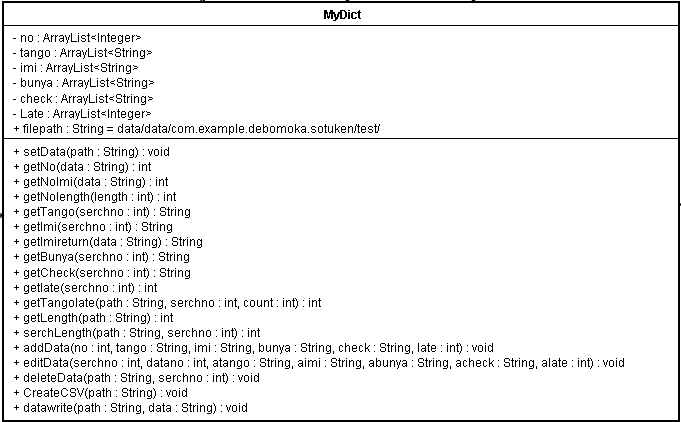 MyDict
- no : ArrayList<Integer>
- tango : ArrayList<String>
- imi : ArrayList<String>
- bunya : ArrayList<String>
- check : ArrayList<String>
- Late : ArrayList<Integer>
+ filepath : String = data/data/com.example.debomoka.sotuken/test/
+ setData(path : String) : void
+ getNo(data : String) : int
+ getNoImi(data : String) : int
+ getNolength(length : int) : int
+ getTango(serchno : int) : String
+ getImi(serchno : int) : String
+ getImireturn(data : String) : String
+ getBunya(serchno : int) : String
+ getCheck(serchno : int) : String
+ getlate(serchno : int) : int
+ getTangolate(path : String, serchno : int, count : int) : int
+ getLength(path : String) : int
+ serchLength(path : String, serchno : int) : int
+ addData(no : int, tango : String, imi : String, bunya : String, check : String, late : int) : void
+ editData(serchno : int, datano : int, atango : String, aimi : String, abunya : String, acheck : String, alate : int) : void
+ deleteData(path : String, serchno : int) : void
+ CreateCSV(path : String) : void
+ datawrite(path : String, data : String) : void